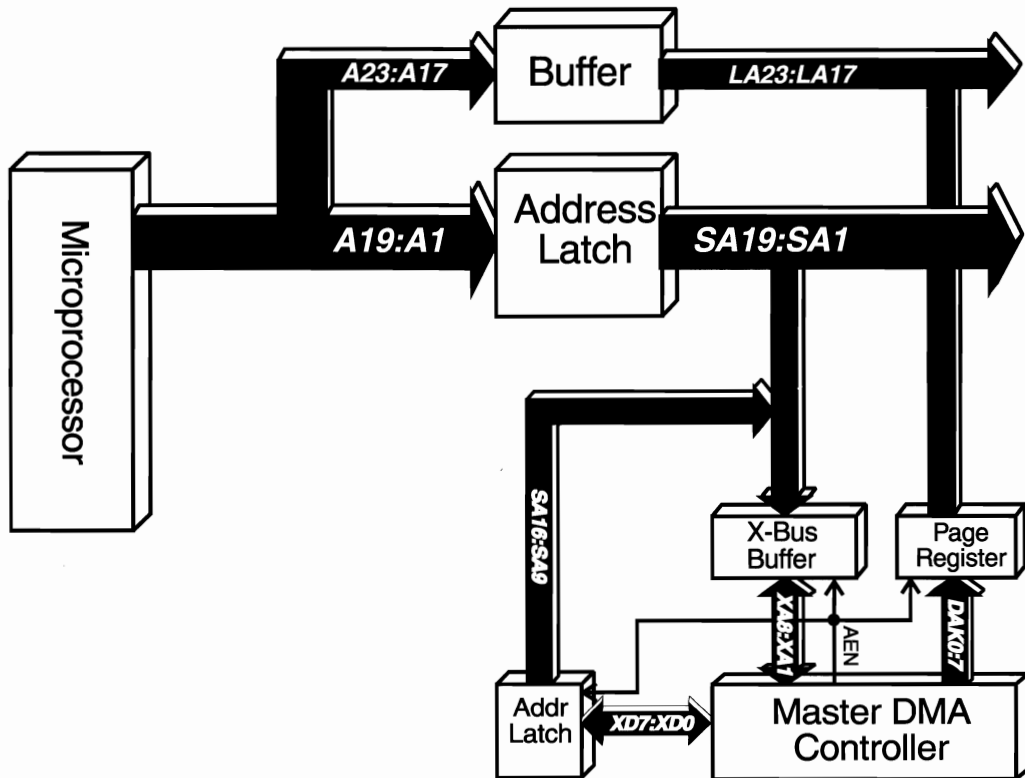 A23:A17
Buffer
LA23:LA17
Microprocessor
A19:A1
Address
Latch
SA19:SA1
SA16:SA9
X-Bus
Buffer
Page
Register
XA8:XA1
AEN
DAK0:7
Addr
Latch
XD7:XD0
Master DMA
Controller